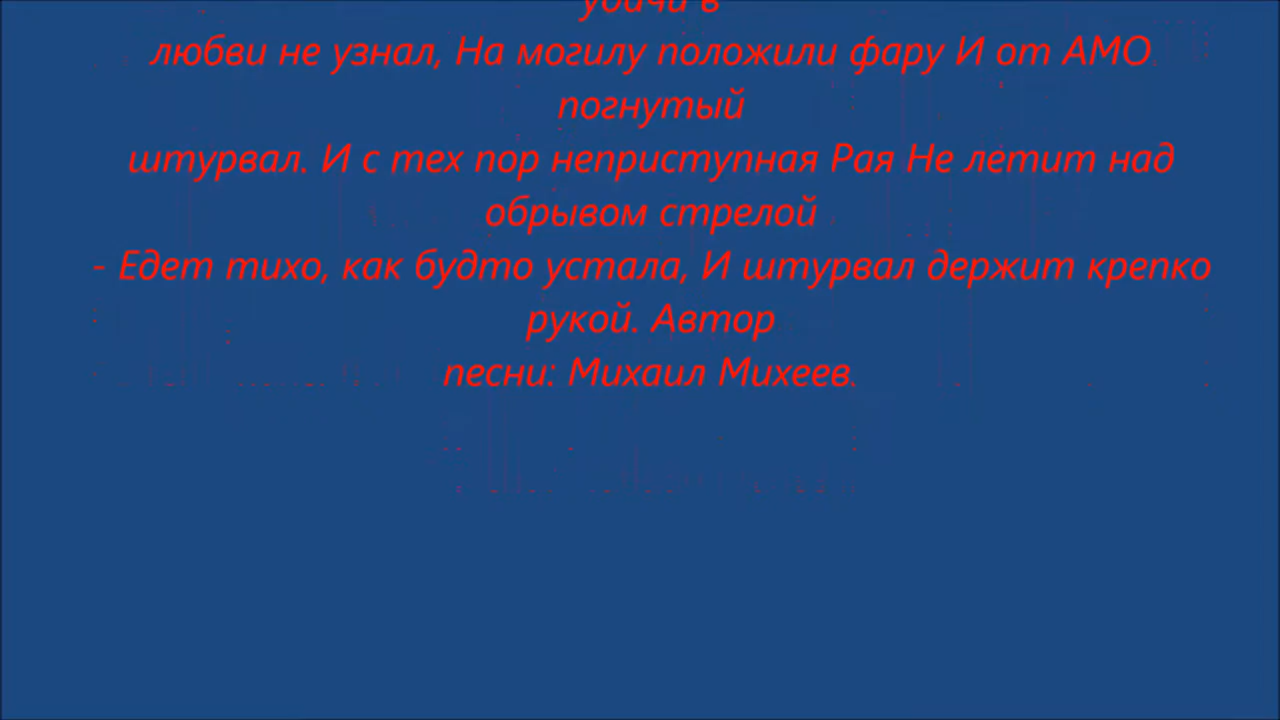 удачи в
любви не узнал, На могилу положили фару И от АМО
погнутый
штурвал. И с тех пор неприступная Рая Не летит над
обрывом стрелой
- Едет тихо, как будто устала, И штурвал держит крепко
рукой. Автор
песни: Михаил Михеев.